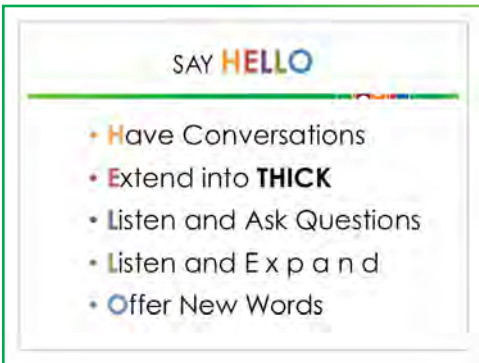 SAY HELLO
• Have Conversations
• Extend into THICK
• Listen and Ask Questions
• Listen and E x p a n d
• Offer New Words